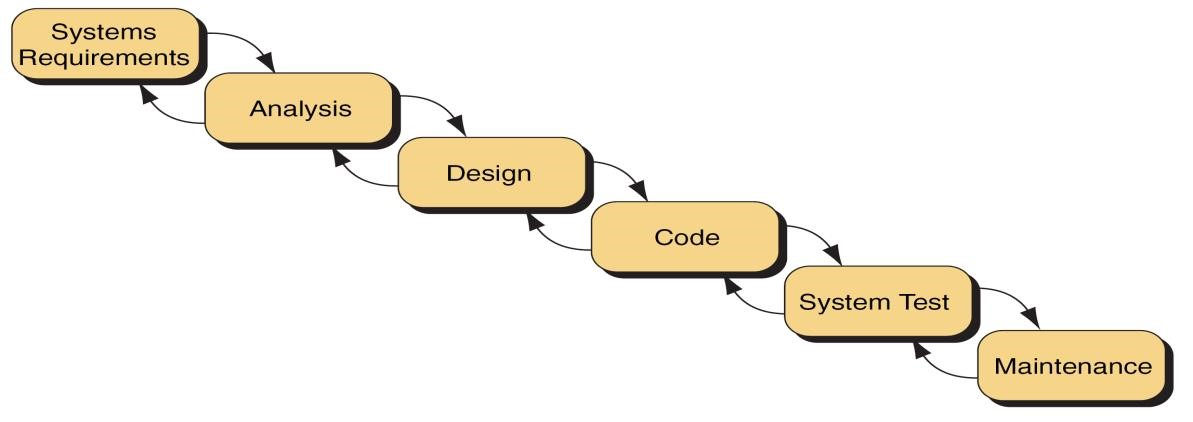 Systems
Requirements
Analysis
Design
Code
System Test
Maintenance